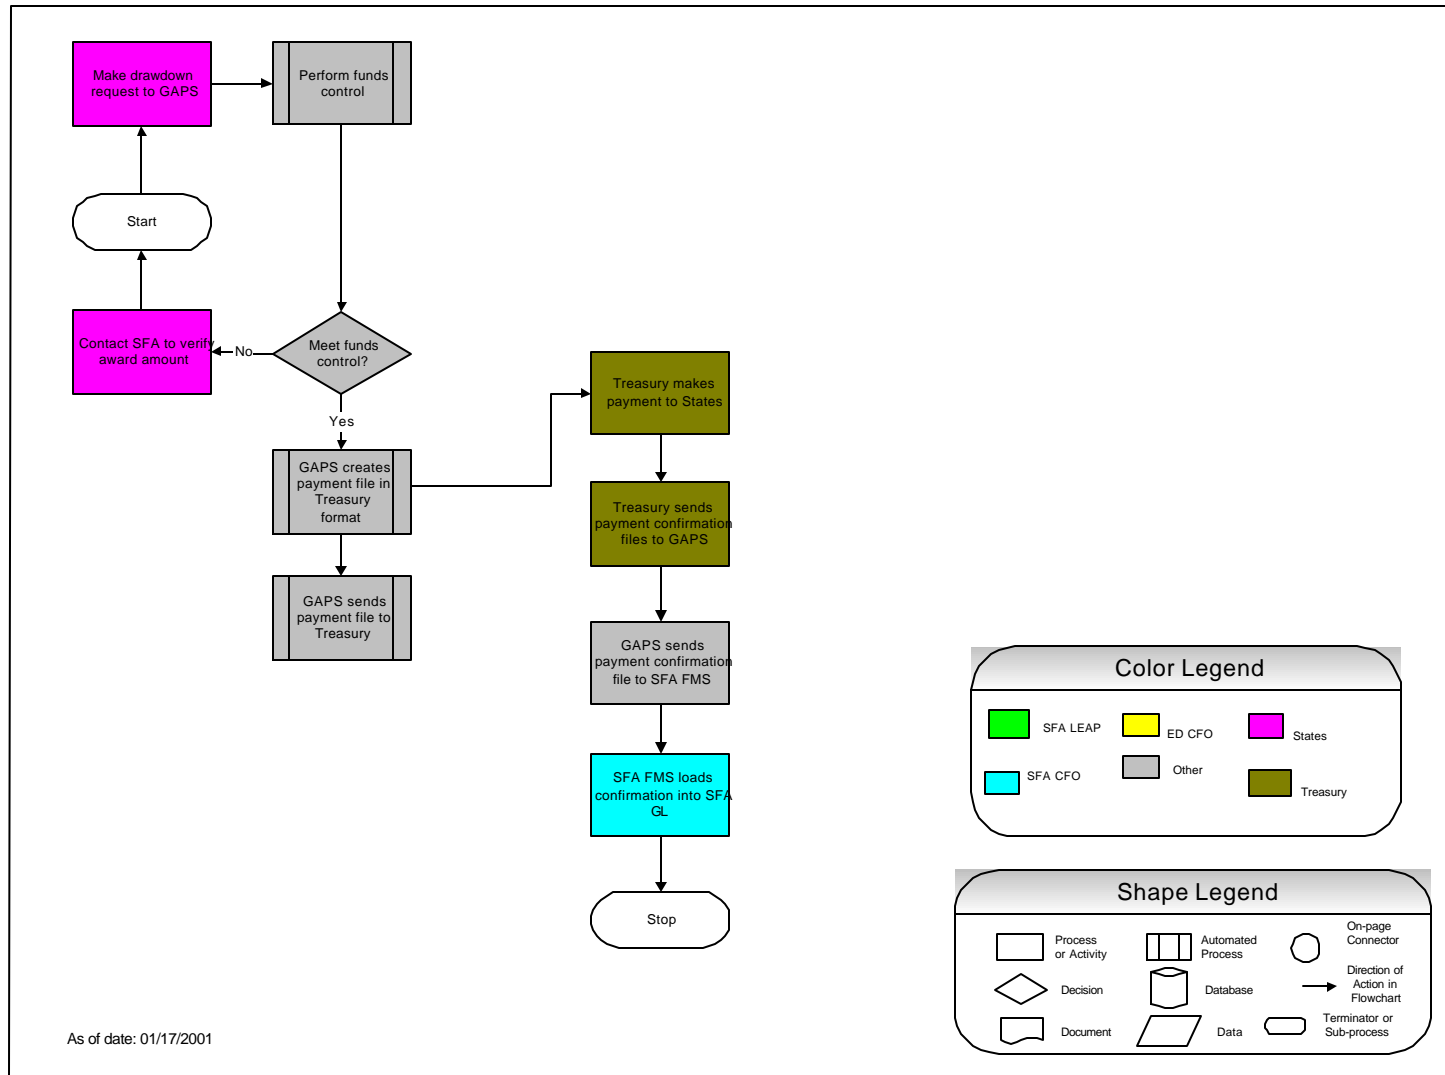 Make drawdown
request to GAPS
Perform funds
control
Start
Contact SFA to verify
award amount
No
Meet funds
control?
Yes
GAPS creates
payment file in
Treasury
format
GAPS sends
payment file to
Treasury
Treasury makes
payment to States
Treasury sends
payment confirmation
files to GAPS
GAPS sends
payment confirmation
file to SFA FMS
SFA FMS loads
confirmation into SFA
GL
Stop
Color Legend
SFA LEAP
ED CFO
States
SFA CFO
Other
Treasury
Shape Legend
Process
or Activity
Automated
Process
On-page
Connector
Decision
Database
Direction of
Action in
Flowchart
Document
Data
Terminator or
Sub-process
As of date: 01/17/2001